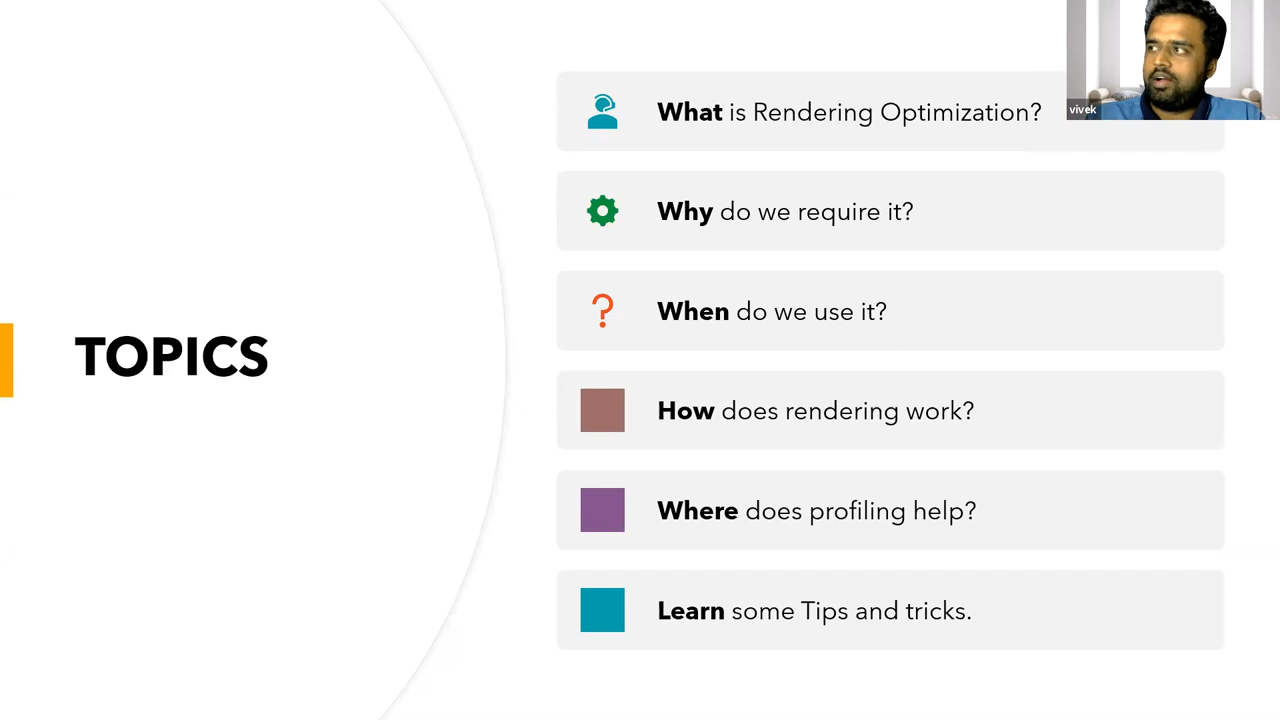 What is Rendering Optimization?
vivek
Why do we require it?
When do we use it?
TOPICS
How does rendering work?
Where does profiling help?
Learn some Tips and tricks.